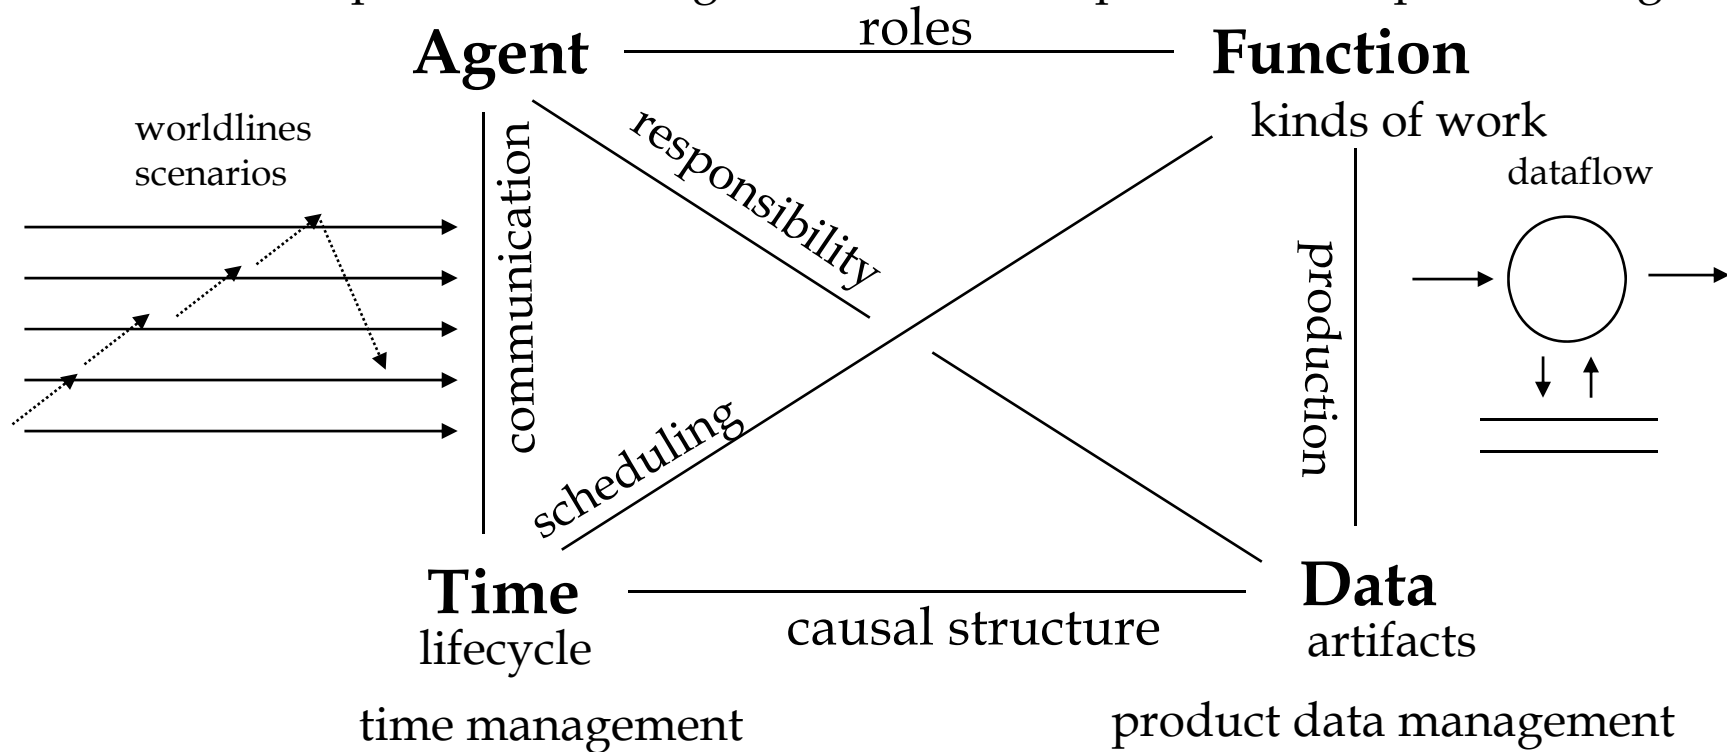 roles
Agent
Function
kinds of work
worldlines
scenarios
communication
responsibility
dataflow
production
scheduling
Time
lifecycle
causal structure
Data
artifacts
time management
product data management